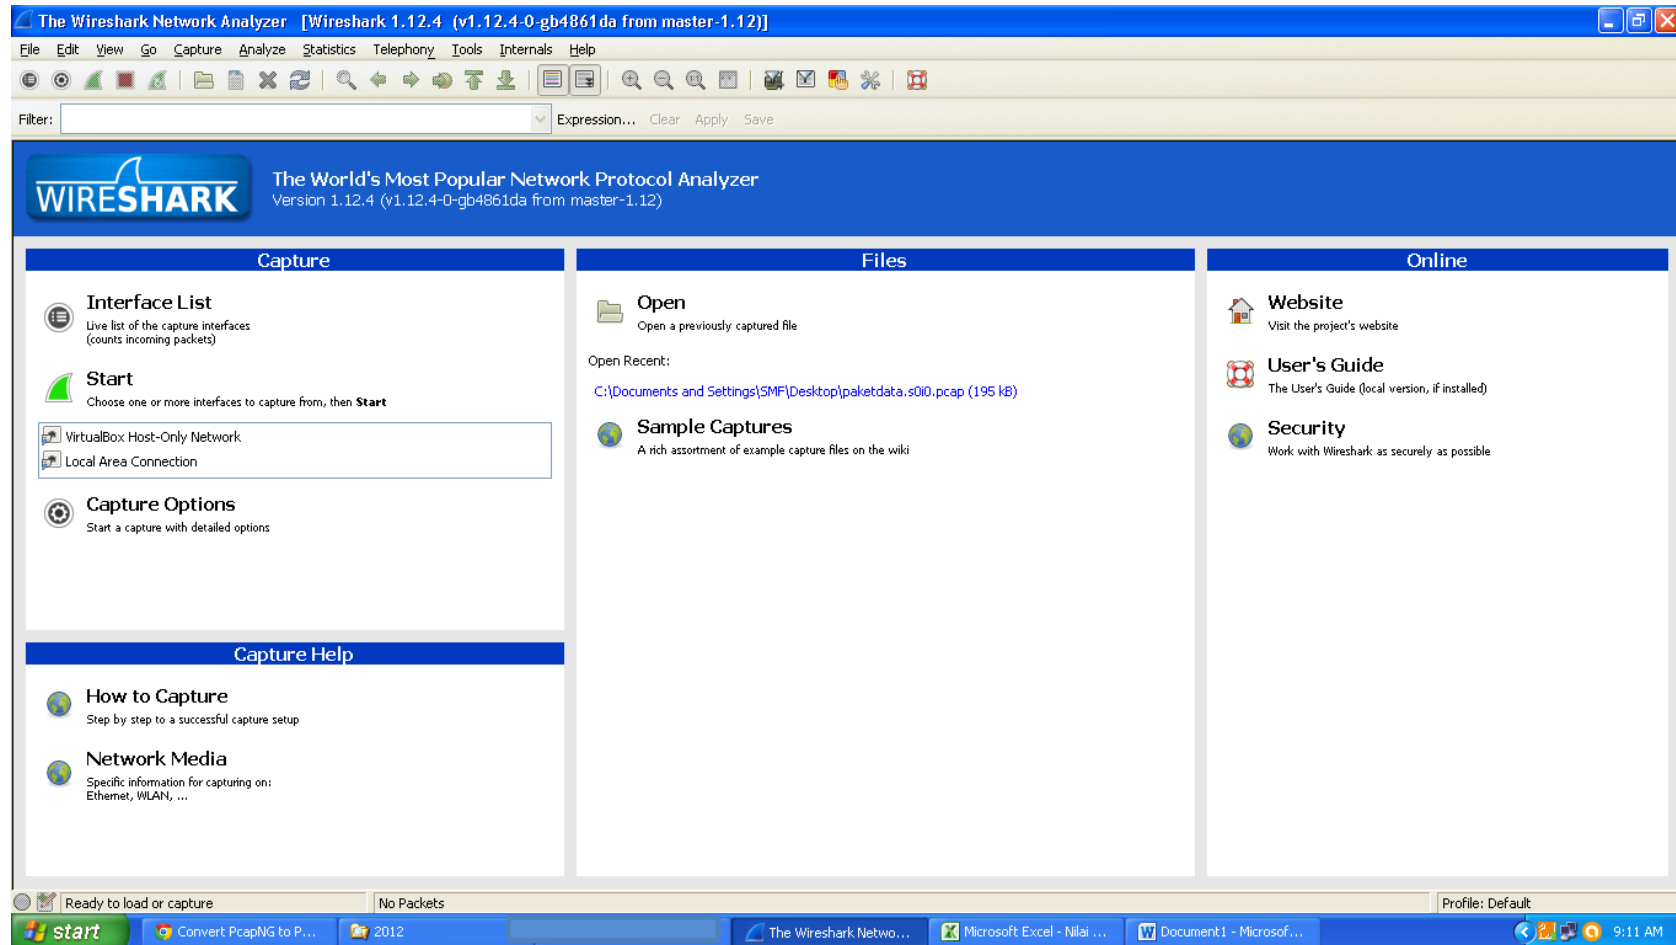 The Wireshark Network Analyzer [Wireshark 1.12.4 (v1.12.4-0-gb4861da from master-1.12)]
File Edit View Go Capture Analyze Statistics Telephony Tools Internals Help
Filter: Expression... Clear Apply Save
WIRESHARK
The World's Most Popular Network Protocol Analyzer
Version 1.12.4 (v1.12.4-0-gb4861da from master-1.12)
Capture
Interface List
Live list of the capture interfaces
(counts incoming packets)
Start
Choose one or more interfaces to capture from, then Start
VirtualBox Host-Only Network
Local Area Connection
Capture Options
Start a capture with detailed options
Capture Help
How to Capture
Step by step to a successful capture setup
Network Media
Specific information for capturing on:
Ethernet, WLAN, ...
Files
Open
Open a previously captured file
Open Recent:
C:\Documents and Settings\SMF\Desktop\paketdata.s0i0.pcap (195 kB)
Sample Captures
A rich assortment of example capture files on the wiki
Online
Website
Visit the project's website
User's Guide
The User's Guide (local version, if installed)
Security
Work with Wireshark as securely as possible
Ready to load or capture No Packets Profile: Default
start Convert PcapNG to P... 2012 The Wireshark Netwo... Microsoft Excel - Nilai ... Document1 - Microsof... 9:11 AM